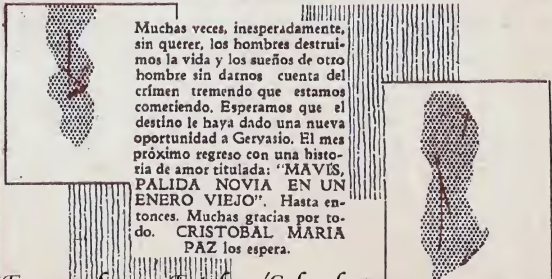 Muchas veces, inesperadamente,
sin querer, los hombres destrui-
mos la vida y los sueños de otro
hombre sin darnos cuenta del
crímen tremendo que estamos
cometiendo. Esperamos que el
destino le haya dado una nueva
oportunidad a Gervasio. El mes
próximo regreso con una histo-
ria de amor titulada: "MAVIS,
PALIDA NOVIA EN UN
ENERO VIEJO". Hasta en-
tonces. Muchas gracias por to-
do. CRISTOBAL MARIA
PAZ los espera.